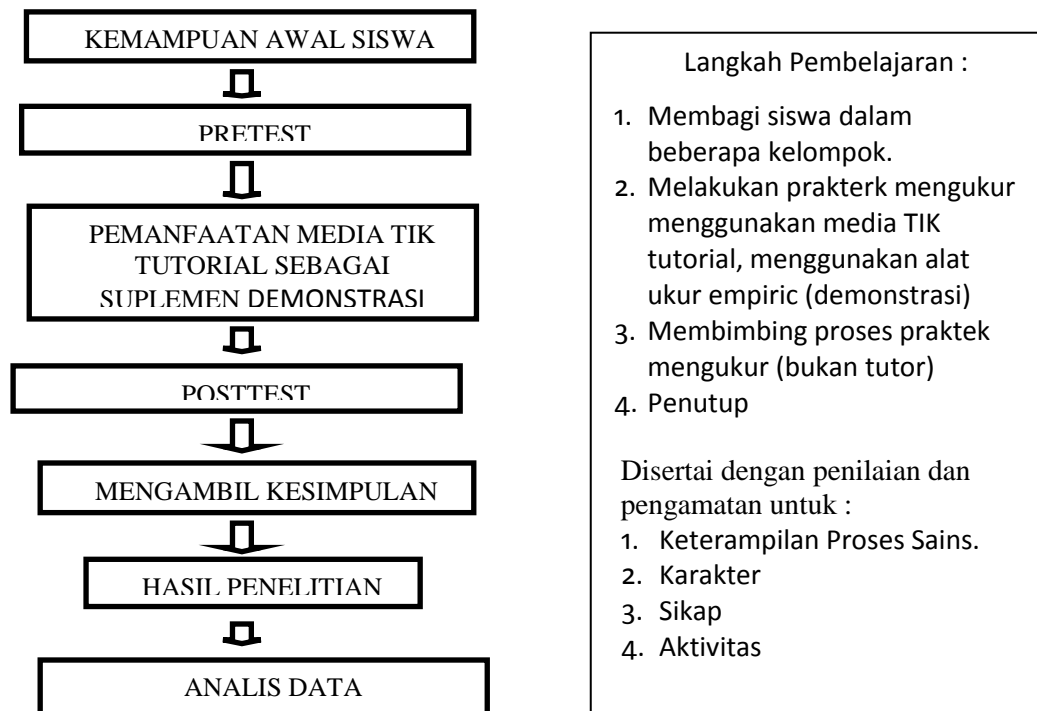 KEMAMPUAN AWAL SISWA
PRETEST
PEMANFAATAN MEDIA TIK
TUTORIAL SEBAGAI
SUPLEMEN DEMONSTRASI
POSTTEST
MENGAMBIL KESIMPULAN
HASIL PENELITIAN
ANALIS DATA
Langkah Pembelajaran :
1. Membagi siswa dalam
beberapa kelompok.
2. Melakukan prakterk mengukur
menggunakan media TIK
tutorial, menggunakan alat
ukur empiric (demonstrasi)
3. Membimbing proses praktek
mengukur (bukan tutor)
4. Penutup
Disertai dengan penilaian dan
pengamatan untuk :
1. Keterampilan Proses Sains.
2. Karakter
3. Sikap
4. Aktivitas